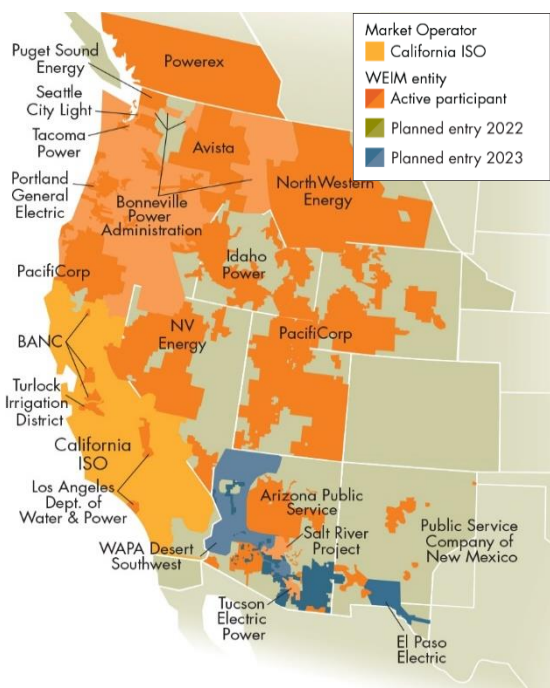 Market Operator
California ISO
WEIM entity
Active participant
Planned entry 2022
Planned entry 2023
Puget Sound
Energy
Powerex
Seattle
City Light
Tacoma
Power
Avista
Portland
General
Electric
Bonneville
Power
Administration
NorthWestern
Energy
Idaho
Power
PacifiCorp
BANC
NV
Energy
PacifiCorp
Turlock
Irrigation
District
California
ISO
Los Angeles
Dept. of
Water & Power
Arizona Public
Service
Salt River
Project
Public Service
Company of
New Mexico
WAPA Desert
Southwest
Tucson
Electric
Power
El Paso
Electric